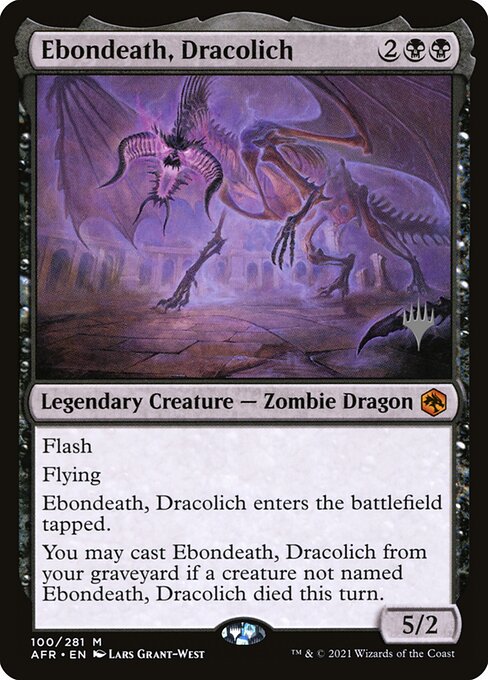 Ebondeath, Dracolich 2
Legendary Creature — Zombie Dragon
Flash
Flying
Ebondeath, Dracolich enters the battlefield
tapped.
You may cast Ebondeath, Dracolich from
your graveyard if a creature not named
Ebondeath, Dracolich died this turn.
5/2
100/281 M
AFR • EN Lars Grant-West
™ & © 2021 Wizards of the Coast